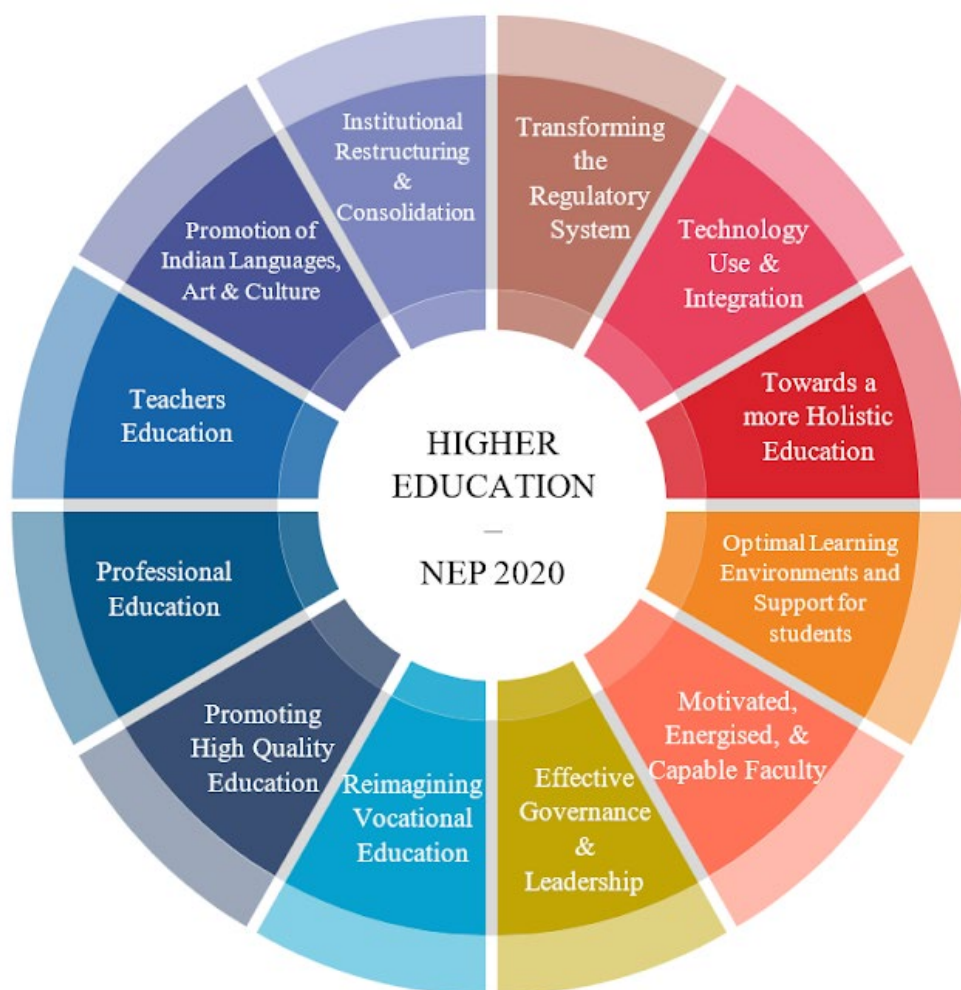 HIGHER
EDUCATION
–
NEP 2020
Transforming
the
Regulatory
System
Technology
Use &
Integration
Towards a
more Holistic
Education
Optimal Learning
Environments and
Support for
students
Motivated,
Energised, &
Capable Faculty
Effective
Governance
&
Leadership
Reimagining
Vocational
Education
Promoting
High Quality
Education
Professional
Education
Teachers
Education
Promotion of
Indian Languages,
Art & Culture
Institutional
Restructuring
&
Consolidation